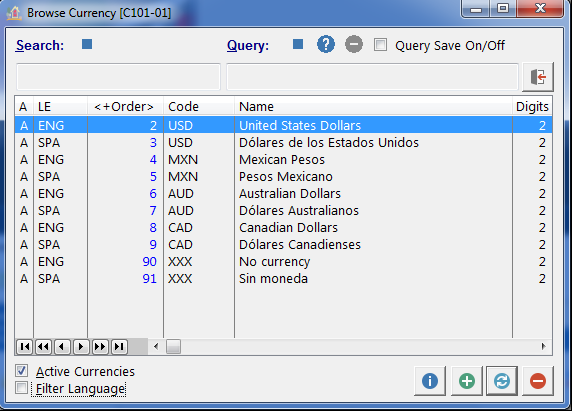 Browse Currency [C101-01]
Search: Query: Query Save On/Off
A LE <+Order> Code Name Digits
A ENG 2 USD United States Dollars 2
A SPA 3 USD Dólares de los Estados Unidos 2
A ENG 4 MXN Mexican Pesos 2
A SPA 5 MXN Pesos Mexicano 2
A ENG 6 AUD Australian Dollars 2
A SPA 7 AUD Dólares Australianos 2
A ENG 8 CAD Canadian Dollars 2
A SPA 9 CAD Dólares Canadienses 2
A ENG 90 XXX No currency 2
A SPA 91 XXX Sin moneda 2
Active Currencies
Filter Language